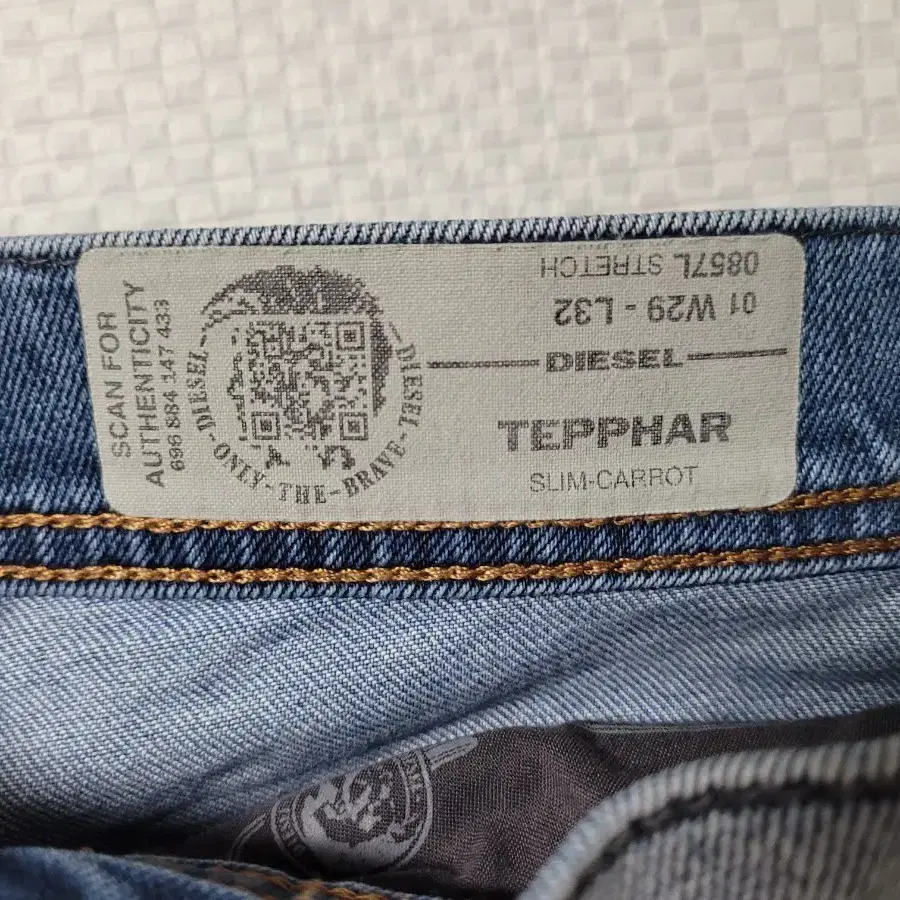 SCAN FOR
AUTHENTICITY
696 884 147 433
DIESEL
-ONLY-THE-BRAVE-
DIESEL
0857L STRETCH
01 W29 - L32
DIESEL
TEPPHAR
SLIM-CARROT